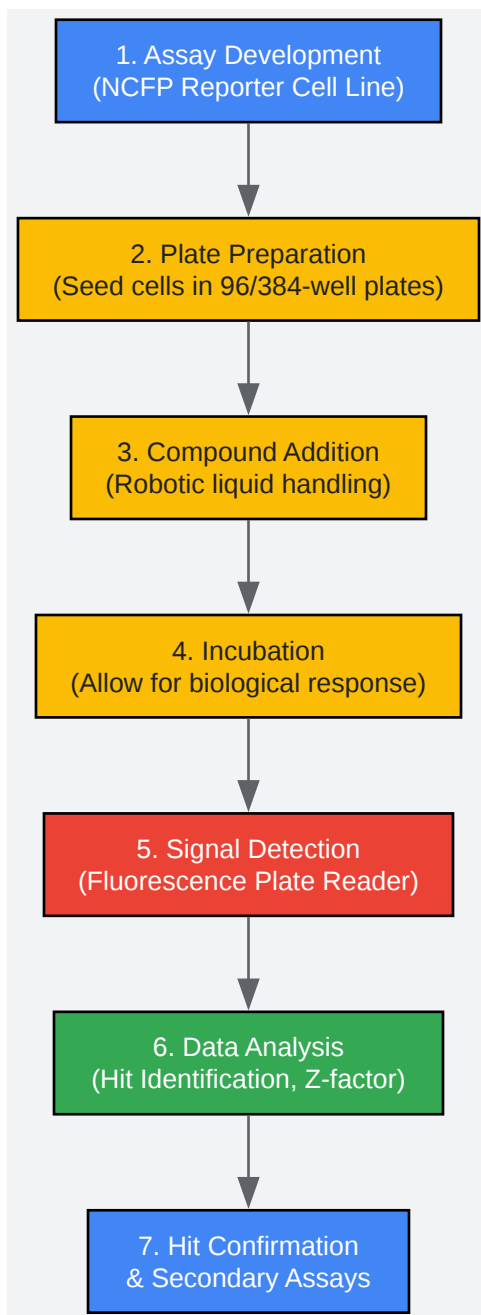 1. Assay Development
(NCFP Reporter Cell Line)
2. Plate Preparation
(Seed cells in 96/384-well plates)
3. Compound Addition
(Robotic liquid handling)
4. Incubation
(Allow for biological response)
5. Signal Detection
(Fluorescence Plate Reader)
6. Data Analysis
(Hit Identification, Z-factor)
7. Hit Confirmation
& Secondary Assays